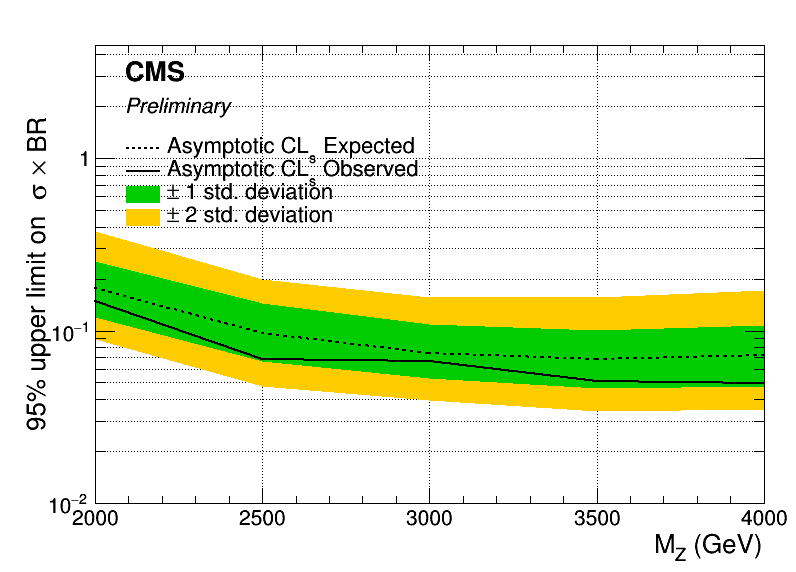 CMS
Preliminary
Asymptotic CLs Expected
Asymptotic CLs Observed
± 1 std. deviation
± 2 std. deviation
95% upper limit on σ × BR
1
10−1
10−2
2000 2500 3000 3500 4000
MZ (GeV)